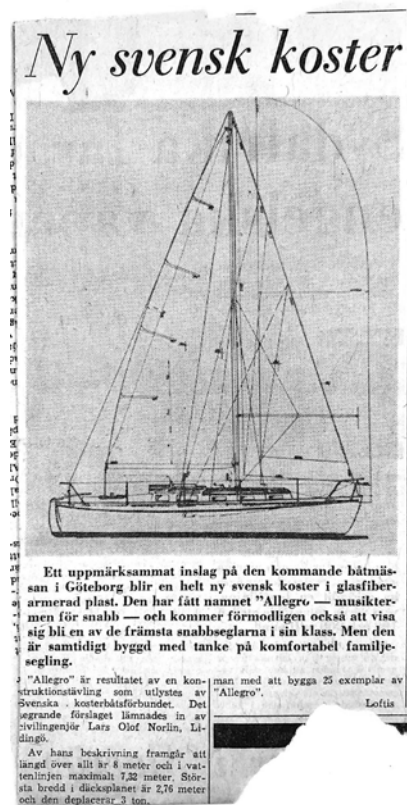 Ny svensk koster
Ett uppmärksammat inslag på den kommande båtmäs-
san i Göteborg blir en helt ny svensk koster i glasfiber-
armerad plast. Den har fått namnet "Allegro — musikter-
men för snabb — och kommer förmodligen också att visa
sig bli en av de främsta snabbseglarna i sin klass. Men den
är samtidigt byggd med tanke på komfortabel familje-
segling.
"Allegro" är resultatet av en kon-
struktionstävling som utlystes av
Svenska kosterbåtsförbundet. Det
segrande förslaget lämnades in av
civilingenjör Lars Olof Norlin, Li-
dingö.
Av hans beskrivning framgår att
längd över allt är 8 meter och i vat-
tenlinjen maximalt 7,32 meter. Stör-
sta bredd i däcksplanet är 2,76 meter
och den deplacerar 3 ton.
man med att bygga 25 exemplar av
"Allegro".
Loftis